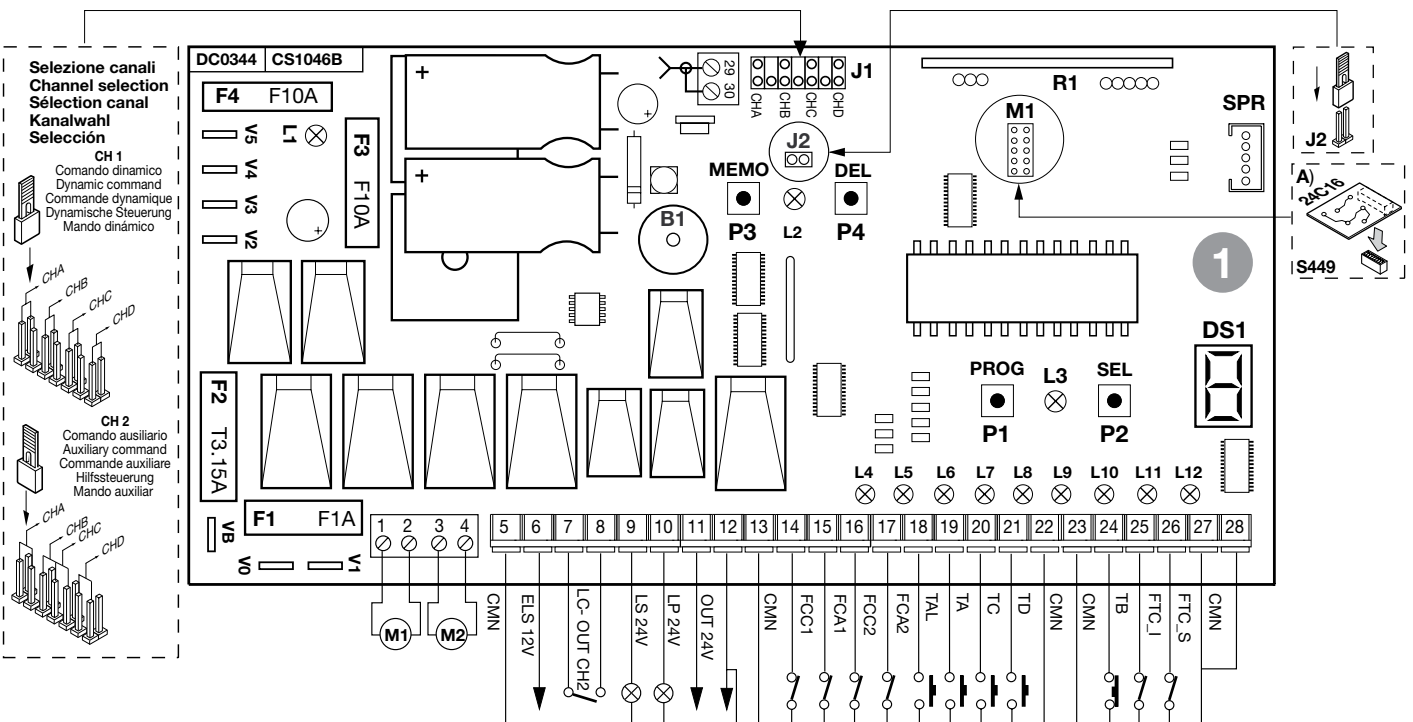 Selezione canali
Channel selection
Sélection canal
Kanalwahl
Selección
CH 1
Comando dinamico
Dynamic command
Commande dynamique
Dynamische Steuerung
Mando dinámico
CHA
CHB
CHC
CHD
CH 2
Comando ausiliario
Auxiliary command
Commande auxiliare
Hilfssteuerung
Mando auxiliar
CHA
CHB
CHC
CHD
DC0344 CS1046B
F4 F10A
V5
V4
V3
V2
L1
F3 F10A
+
+
+
+
29
30
J1
CHA
CHB
CHC
CHD
J2
MEMO
DEL
P3
L2
P4
B1
R1
M1
SPR
J2
A)
24C16
S449
1
DS1
PROG
L3
SEL
P1
P2
F2 T3.15A
F1 F1A
VB
V0
V1
L4 L5 L6 L7 L8 L9 L10 L11 L12
1 2 3 4 5 6 7 8 9 10 11 12 13 14 15 16 17 18 19 20 21 22 23 24 25 26 27 28
M1
M2
CMN
ELS 12V
LC- OUT CH2
LS 24V
LP 24V
OUT 24V
CMN
FCC1
FCA1
FCC2
FCA2
TAL
TA
TC
TD
CMN
CMN
TB
FTC_I
FTC_S
CMN